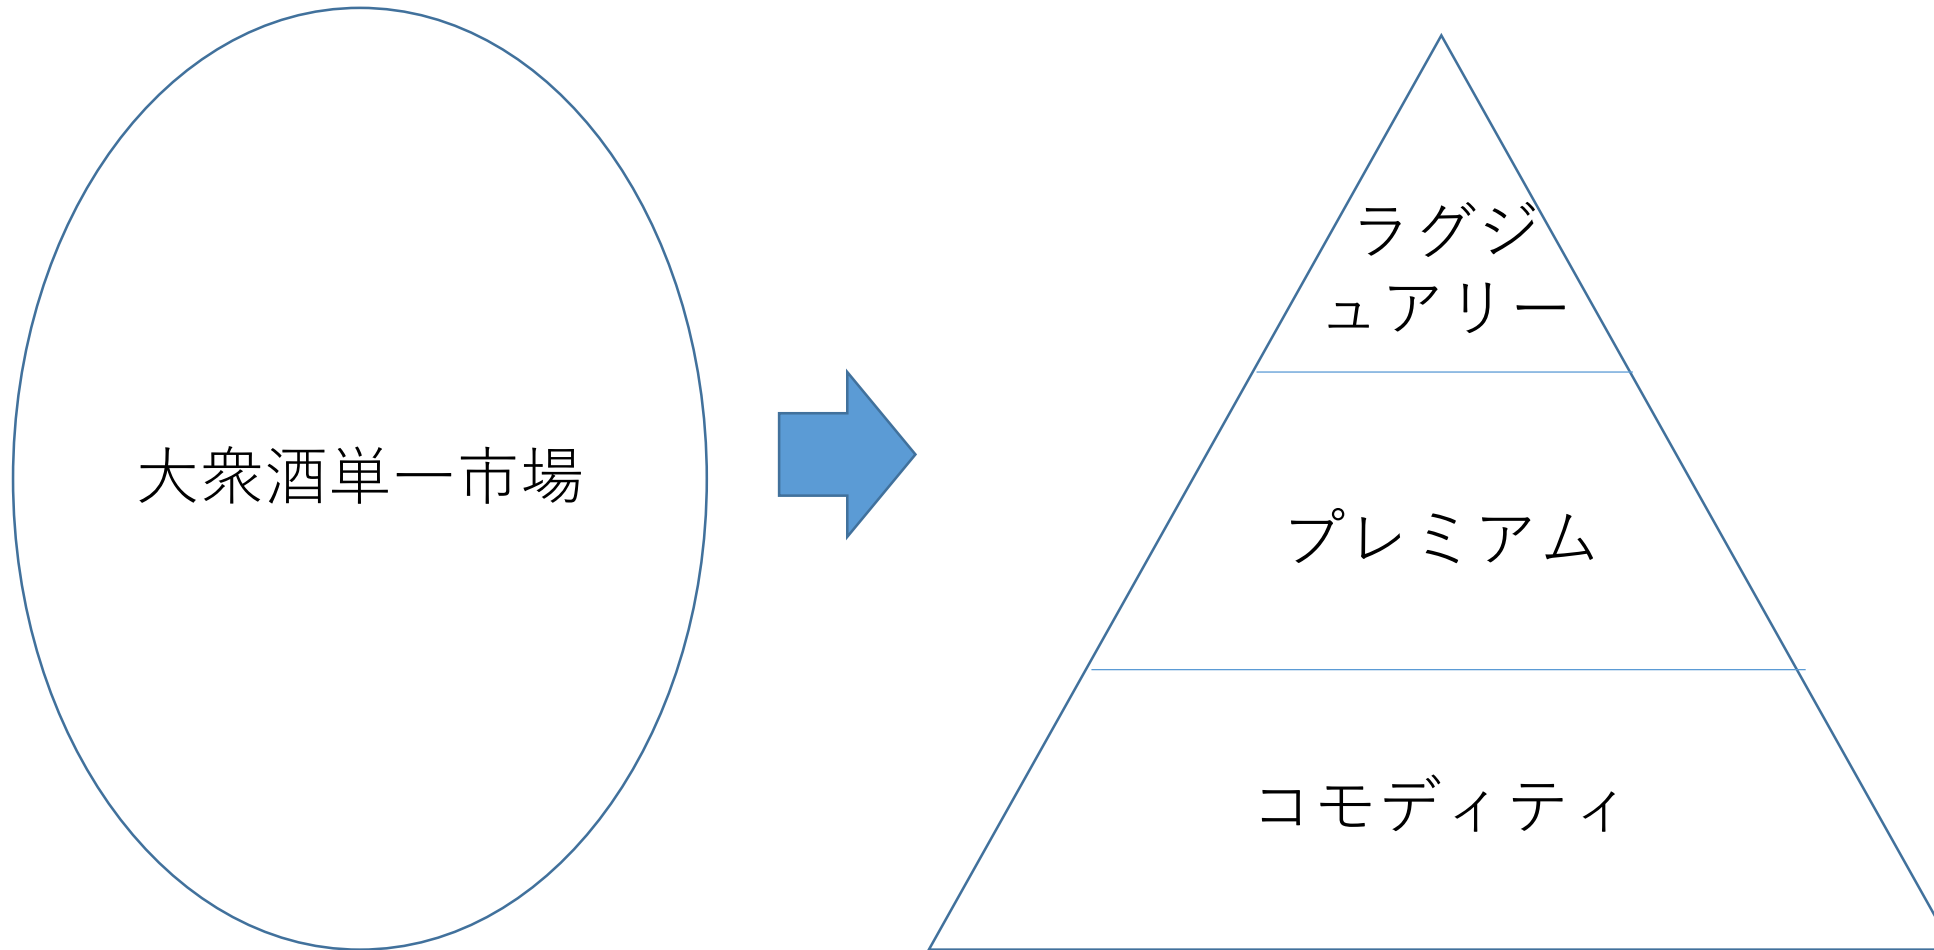 大衆酒単一市場
ラグジ
ュアリー
プレミアム
コモディティ